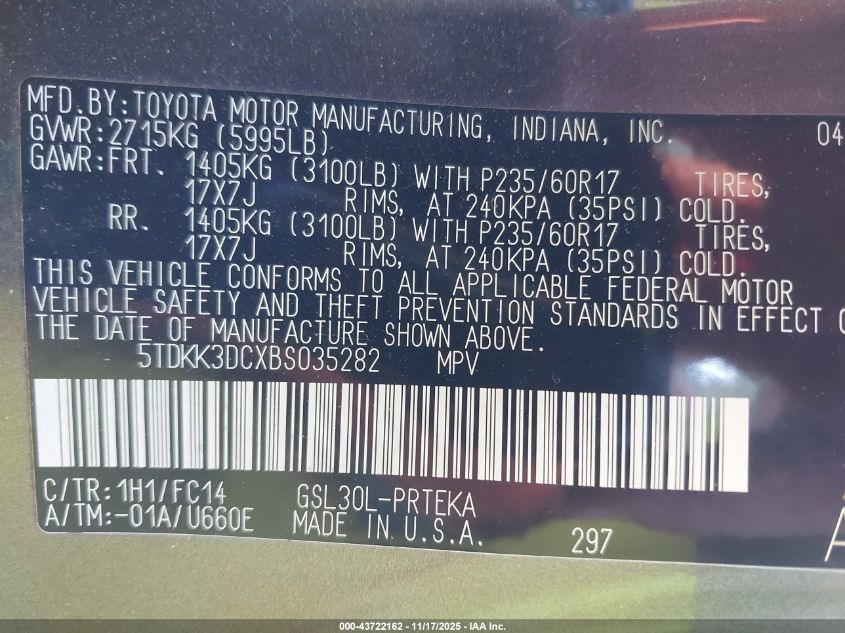 MFD.BY:TOYOTA MOTOR MANUFACTURING, INDIANA, INC. 04
GVWR:2715KG (5995LB)
GAWR:FRT. 1405KG (3100LB) WITH P235/60R17 TIRES,
17X7J RIMS, AT 240KPA (35PSI) COLD.
RR. 1405KG (3100LB) WITH P235/60R17 TIRES,
17X7J RIMS, AT 240KPA (35PSI) COLD.
THIS VEHICLE CONFORMS TO ALL APPLICABLE FEDERAL MOTOR
VEHICLE SAFETY AND THEFT PREVENTION STANDARDS IN EFFECT O
THE DATE OF MANUFACTURE SHOWN ABOVE.
5TDKK3DCXBS035282 MPV
C/TR:1H1/FC14 GSL30L-PRTEKA
A/TM:-01A/U660E MADE IN U.S.A. 297
000-43722162 - 11/17/2025 - IAA Inc.